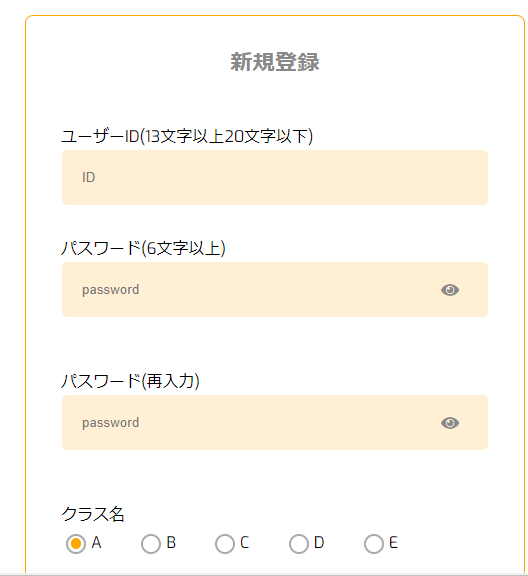 新規登録
ユーザーID(13文字以上20文字以下)
ID
パスワード(6文字以上)
password
パスワード(再入力)
password
クラス名
A B C D E